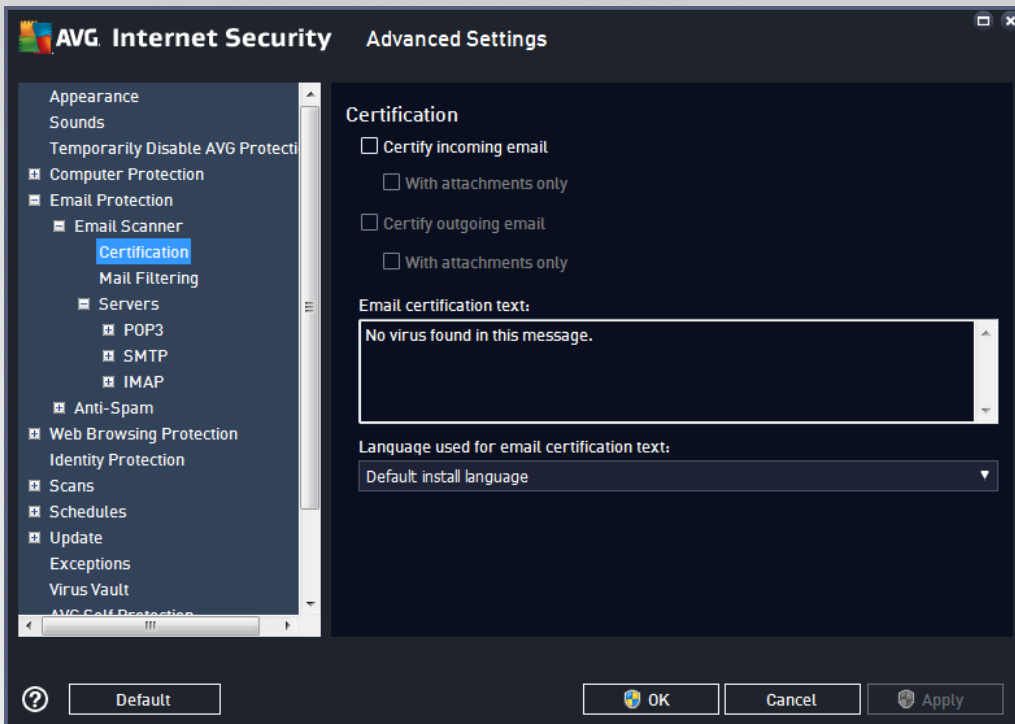 AVG. Internet Security Advanced Settings
Appearance
Sounds
Temporarily Disable AVG Protecti
Computer Protection
Email Protection
Email Scanner
Certification
Mail Filtering
Servers
POP3
SMTP
IMAP
Anti-Spam
Web Browsing Protection
Identity Protection
Scans
Schedules
Update
Exceptions
Virus Vault
AVG Self Protection
Certification
Certify incoming email
With attachments only
Certify outgoing email
With attachments only
Email certification text:
No virus found in this message.
Language used for email certification text:
Default install language
? Default OK Cancel Apply